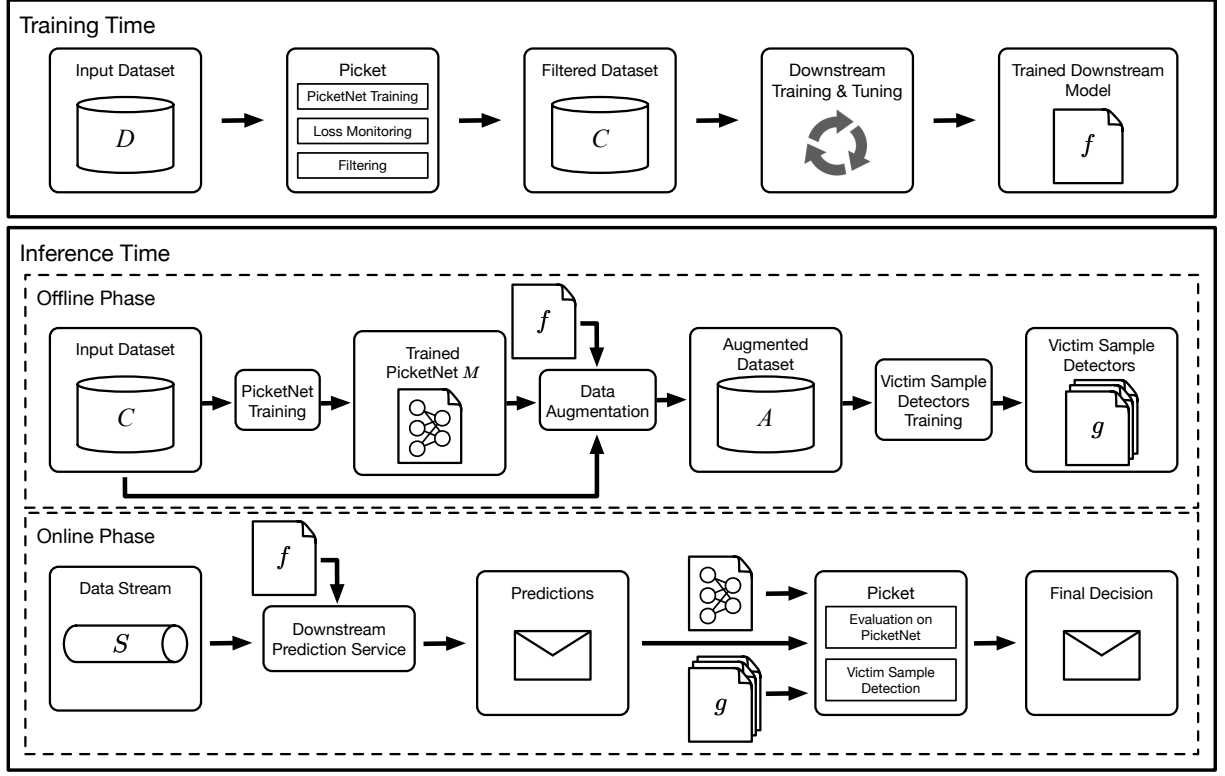 Training Time
Input Dataset
D
Picket
PicketNet Training
Loss Monitoring
Filtering
Filtered Dataset
C
Downstream
Training & Tuning
Trained Downstream
Model
f
Inference Time
Offline Phase
Input Dataset
C
PicketNet
Training
Trained
PicketNet M
f
Data
Augmentation
Augmented
Dataset
A
Victim Sample
Detectors
Training
Victim Sample
Detectors
g
Online Phase
Data Stream
S
f
Downstream
Prediction Service
Predictions
g
Picket
Evaluation on
PicketNet
Victim Sample
Detection
Final Decision